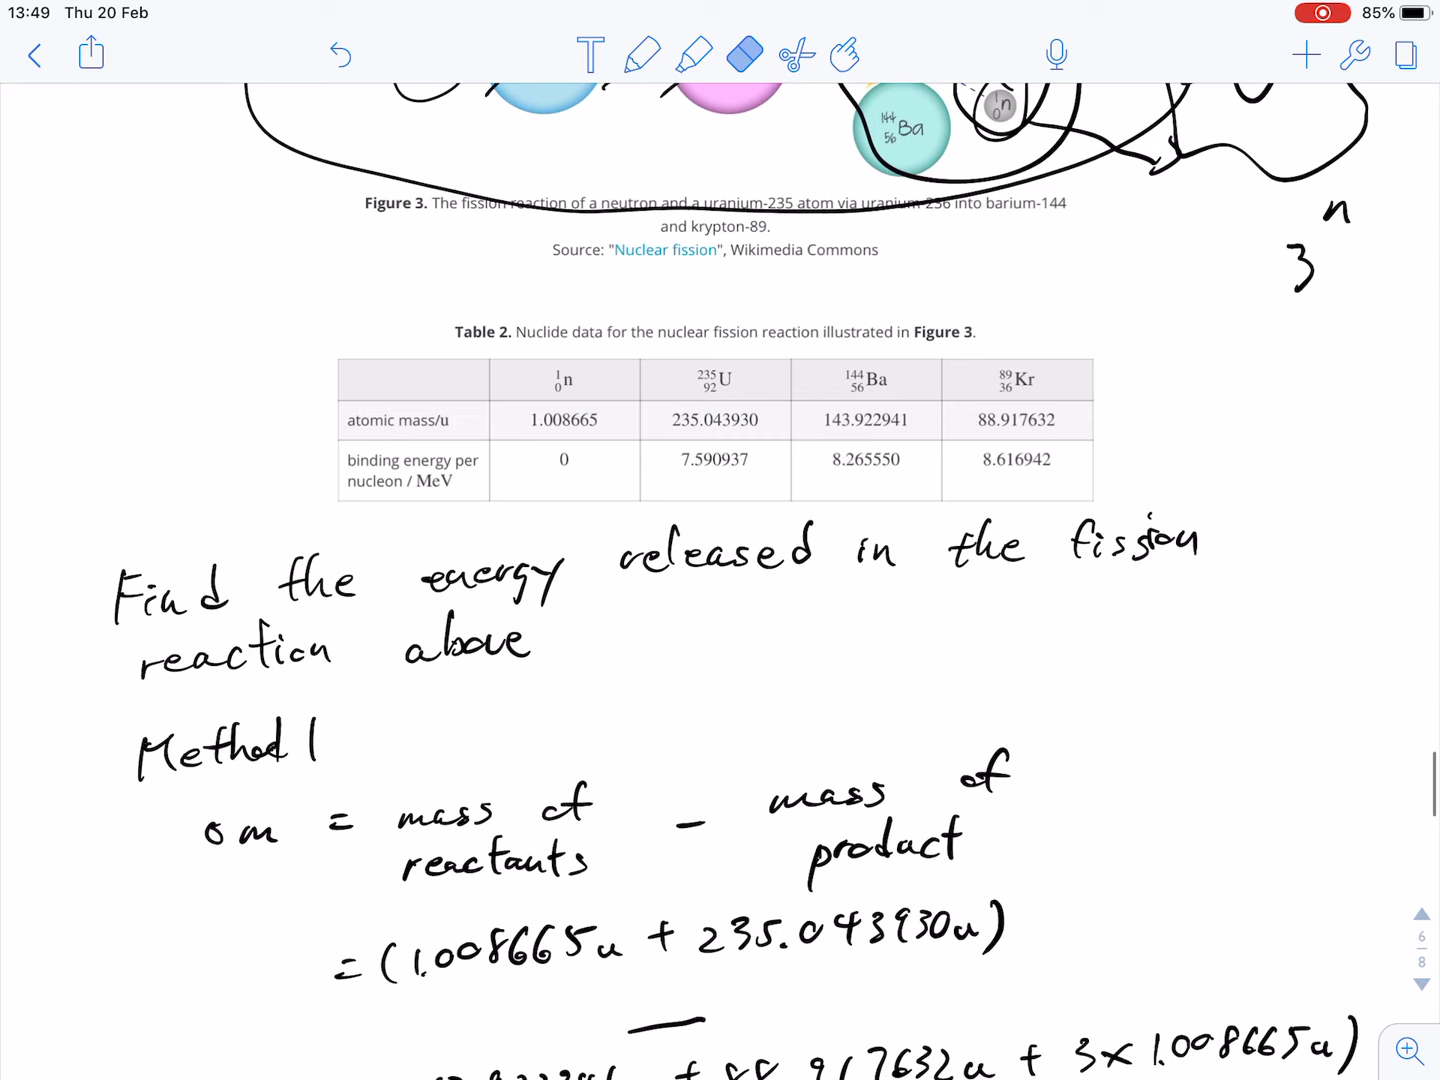 13:49 Thu 20 Feb
85%
T
144
56 Ba
1
0 n
Figure 3. The fission reaction of a neutron and a uranium-235 atom via uranium-236 into barium-144
and krypton-89.
Source: "Nuclear fission", Wikimedia Commons
n
3
Table 2. Nuclide data for the nuclear fission reaction illustrated in Figure 3.
1 0 n 235 92 U 144 56 Ba 89 36 Kr
atomic mass/u 1.008665 235.043930 143.922941 88.917632
binding energy per nucleon / MeV 0 7.590937 8.265550 8.616942
Find the energy released in the fission
reaction above
Method 1
Δm = mass of reactants - mass of product
= (1.008665u + 235.043930u)
-
+ 88.917632u + 3×1.008665u)
6
8